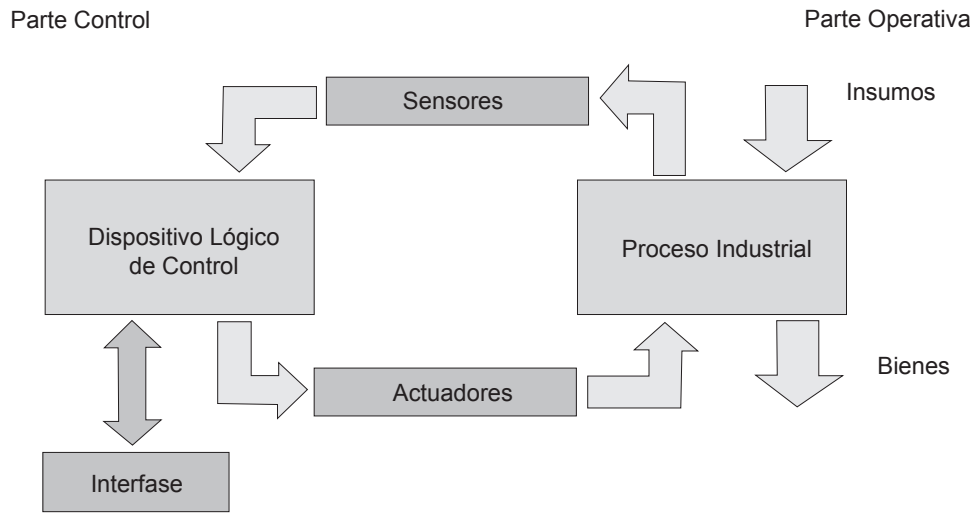 Parte Control
Parte Operativa
Sensores
Insumos
Dispositivo Lógico
de Control
Proceso Industrial
Actuadores
Bienes
Interfase